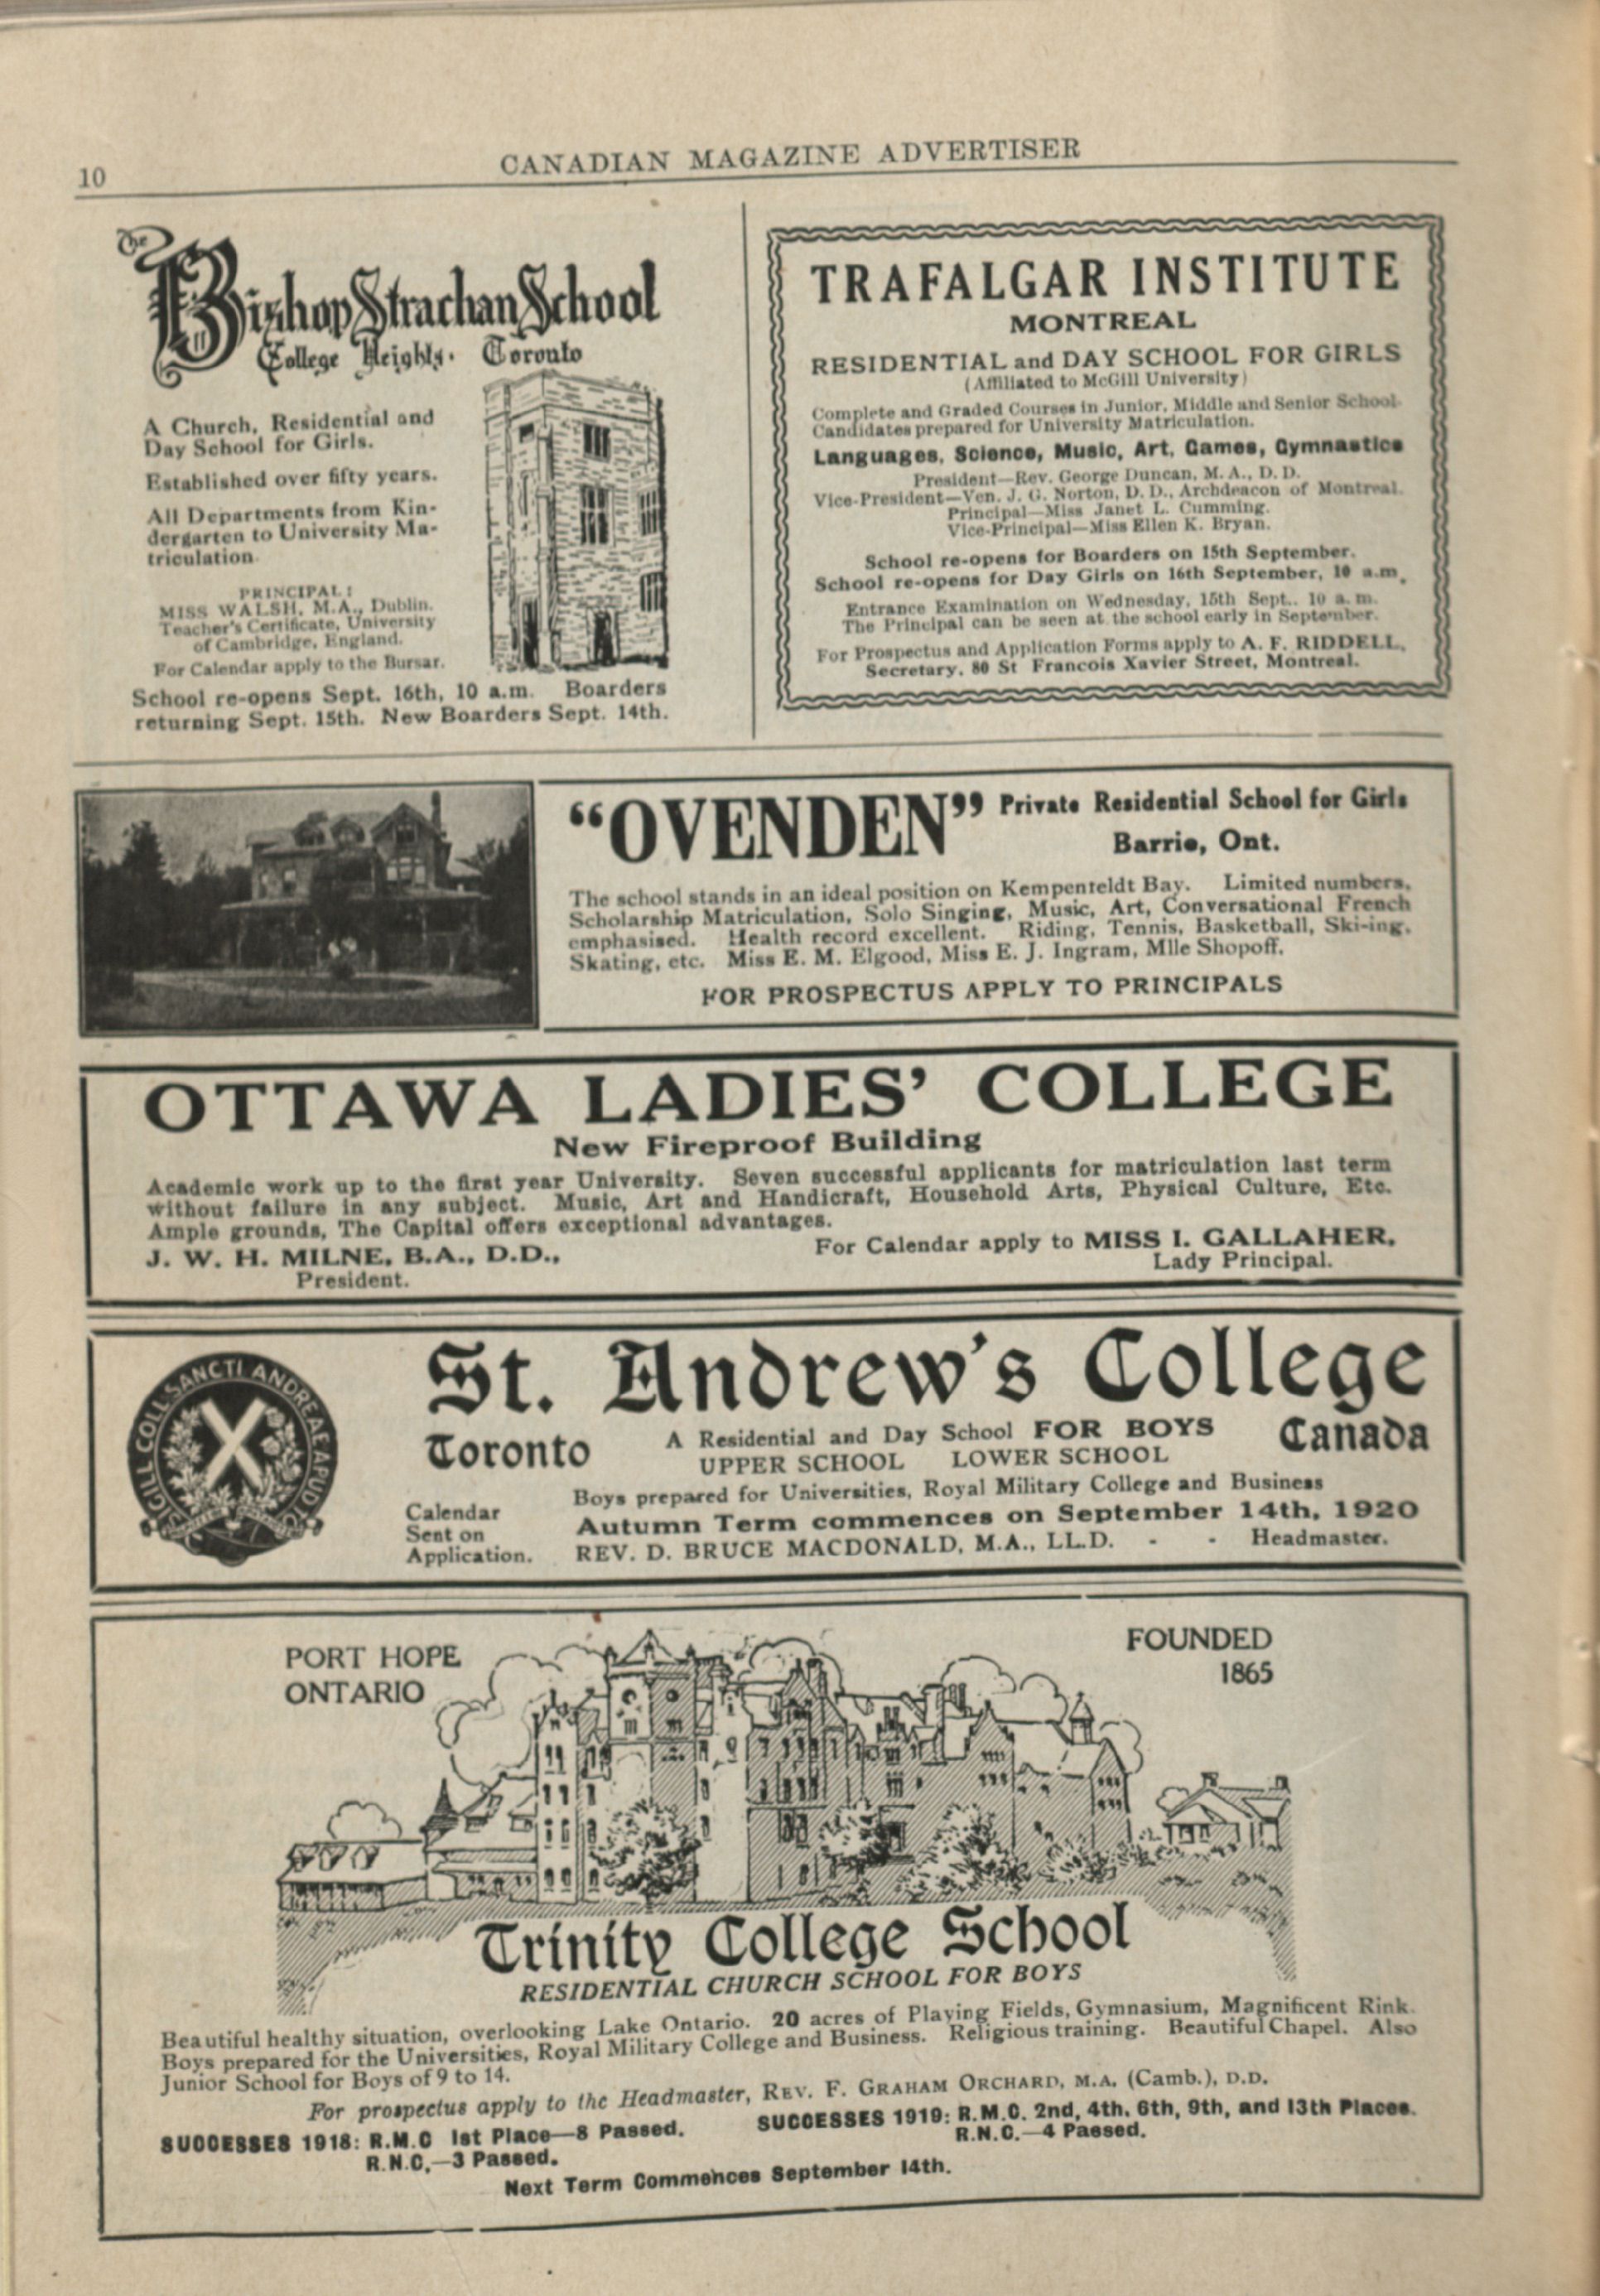 10
CANADIAN MAGAZINE ADVERTISER
The
Bishop Strachan School
College Heights. Toronto
A Church, Residential and
Day School for Girls.
Established over fifty years.
All Departments from Kin-
dergarten to University Ma-
triculation
PRINCIPAL:
MISS WALSH, M.A., Dublin.
Teacher's Certificate, University
of Cambridge, England.
For Calendar apply to the Bursar.
School re-opens Sept. 16th, 10 a.m. Boarders
returning Sept. 15th. New Boarders Sept. 14th.
TRAFALGAR INSTITUTE
MONTREAL
RESIDENTIAL and DAY SCHOOL FOR GIRLS
(Affiliated to McGill University)
Complete and Graded Courses in Junior, Middle and Senior School
Candidates prepared for University Matriculation.
Languages, Science, Music, Art, Games, Gymnastics
President—Rev. George Duncan, M. A., D. D.
Vice-President—Ven. J. G. Norton, D. D., Archdeacon of Montreal.
Principal—Miss Janet L. Cumming.
Vice-Principal—Miss Ellen K. Bryan.
School re-opens for Boarders on 15th September.
School re-opens for Day Girls on 16th September, 10 a.m.
Entrance Examination on Wednesday, 15th Sept.. 10 a. m.
The Principal can be seen at the school early in September.
For Prospectus and Application Forms apply to A. F. RIDDELL,
Secretary. 80 St Francois Xavier Street, Montreal.
“OVENDEN” Private Residential School for Girls
Barrie, Ont.
The school stands in an ideal position on Kempenfeldt Bay. Limited numbers.
Scholarship Matriculation, Solo Singing, Music, Art, Conversational French
emphasised. Health record excellent. Riding, Tennis, Basketball, Ski-ing.
Skating, etc. Miss E. M. Elgood, Miss E. J. Ingram, Mlle Shopoff.
FOR PROSPECTUS APPLY TO PRINCIPALS
OTTAWA LADIES' COLLEGE
New Fireproof Building
Academic work up to the first year University. Seven successful applicants for matriculation last term
without failure in any subject. Music, Art and Handicraft, Household Arts, Physical Culture, Etc.
Ample grounds, The Capital offers exceptional advantages.
J. W. H. MILNE, B.A., D.D.,
President.
For Calendar apply to MISS I. GALLAHER,
Lady Principal.
SIGILL COLL SANCTI ANDREAE APUD
St. Andrew's College
Toronto
A Residential and Day School FOR BOYS
UPPER SCHOOL LOWER SCHOOL
Canada
Boys prepared for Universities, Royal Military College and Business
Calendar
Sent on
Application.
Autumn Term commences on September 14th, 1920
REV. D. BRUCE MACDONALD, M.A., LL.D. - - Headmaster.
PORT HOPE
ONTARIO
FOUNDED
1865
Trinity College School
RESIDENTIAL CHURCH SCHOOL FOR BOYS
Beautiful healthy situation, overlooking Lake Ontario. 20 acres of Playing Fields, Gymnasium, Magnificent Rink.
Boys prepared for the Universities, Royal Military College and Business. Religious training. Beautiful Chapel. Also
Junior School for Boys of 9 to 14.
For prospectus apply to the Headmaster, REV. F. GRAHAM ORCHARD, M.A. (Camb.), D.D.
SUCCESSES 1918: R.M.C 1st Place—8 Passed.
R.N.C,—3 Passed.
SUCCESSES 1919: R.M.C. 2nd, 4th, 6th, 9th, and 13th Places.
R.N.C.—4 Passed.
Next Term Commences September 14th.